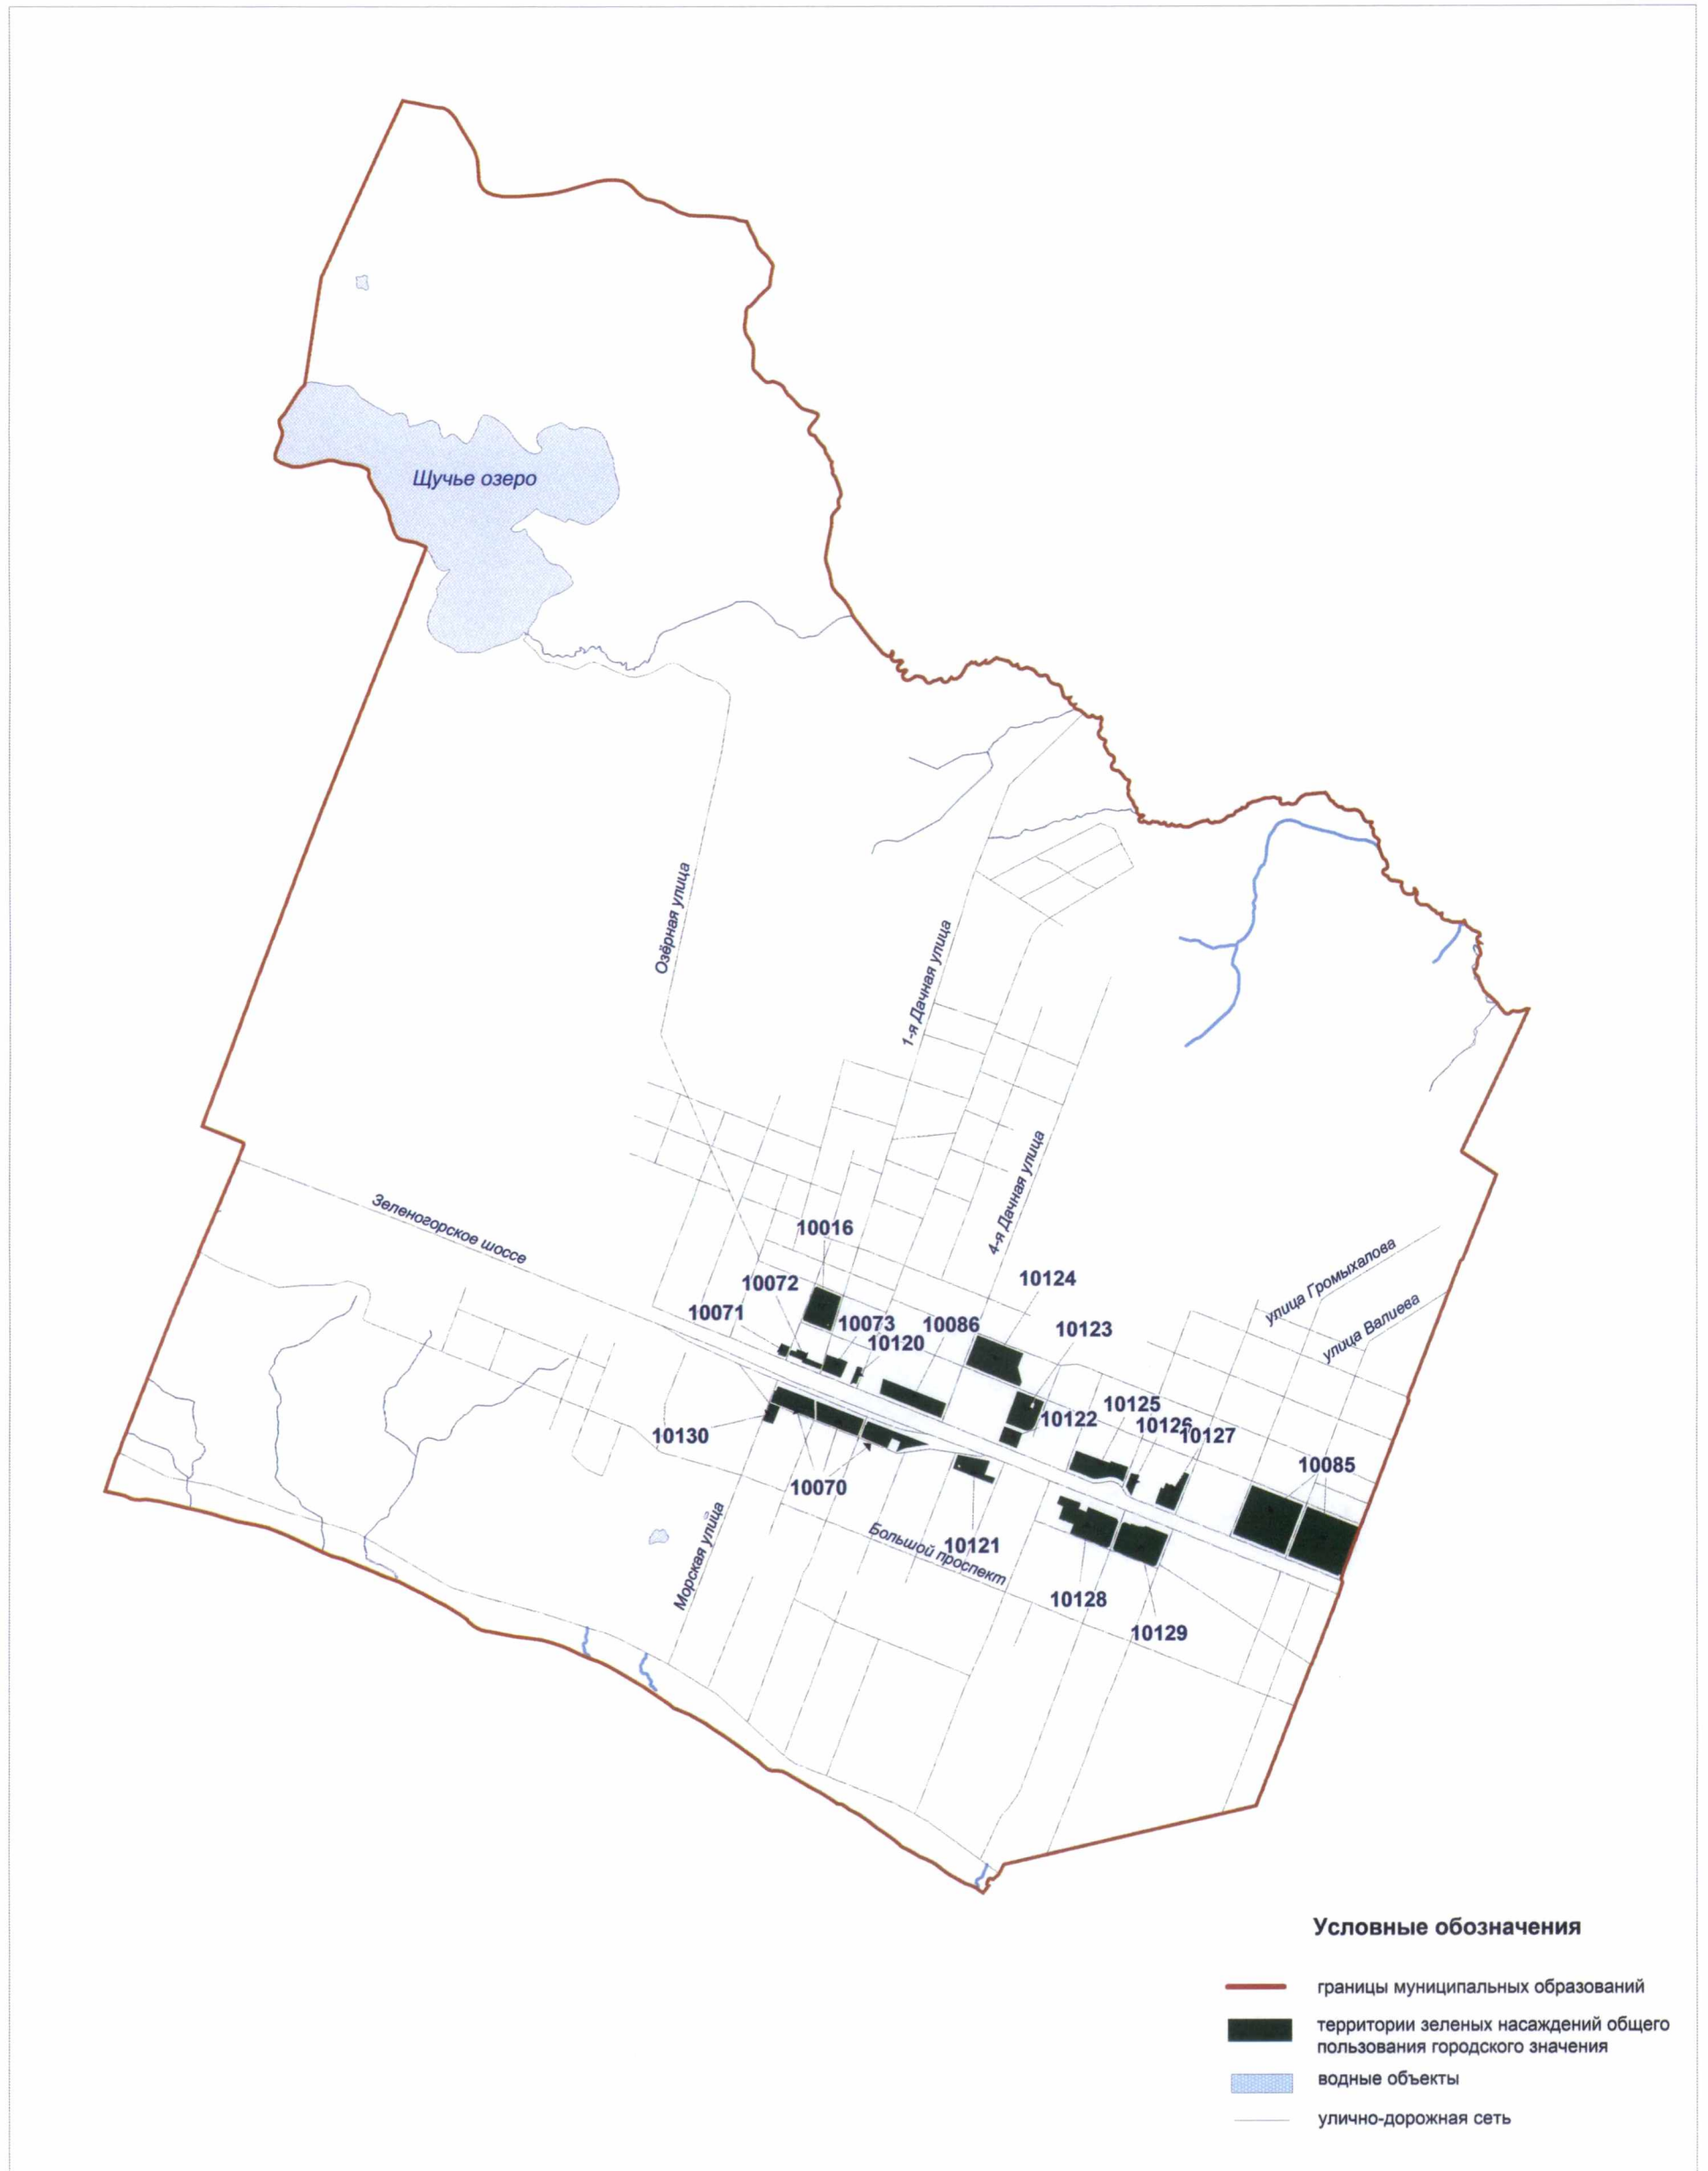 Щучье озеро
Озёрная улица
1-я Дачная улица
4-я Дачная улица
Зеленогорское шоссе
10016
10072
10071
10073
10086
10120
10124
10123
улица Громыхалова
улица Валиева
10122
10125
10126
10127
10130
10085
10070
Морская улица
Большой проспект
10121
10128
10129
Условные обозначения
границы муниципальных образований
территории зеленых насаждений общего
пользования городского значения
водные объекты
улично-дорожная сеть